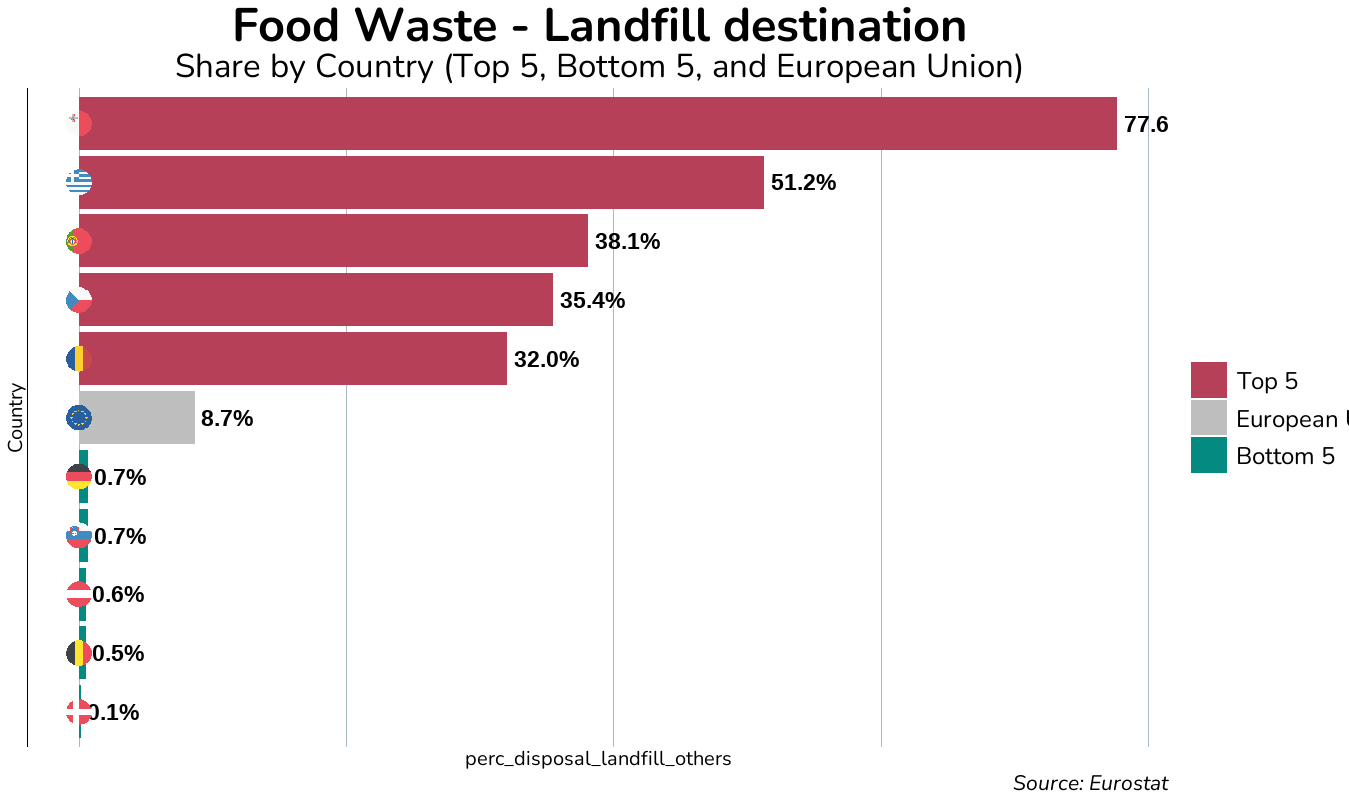 Food Waste - Landfill destination
Share by Country (Top 5, Bottom 5, and European Union)
77.6
51.2%
38.1%
35.4%
32.0%
8.7%
0.7%
0.7%
0.6%
0.5%
0.1%
Country
perc_disposal_landfill_others
Top 5
European U
Bottom 5
Source: Eurostat